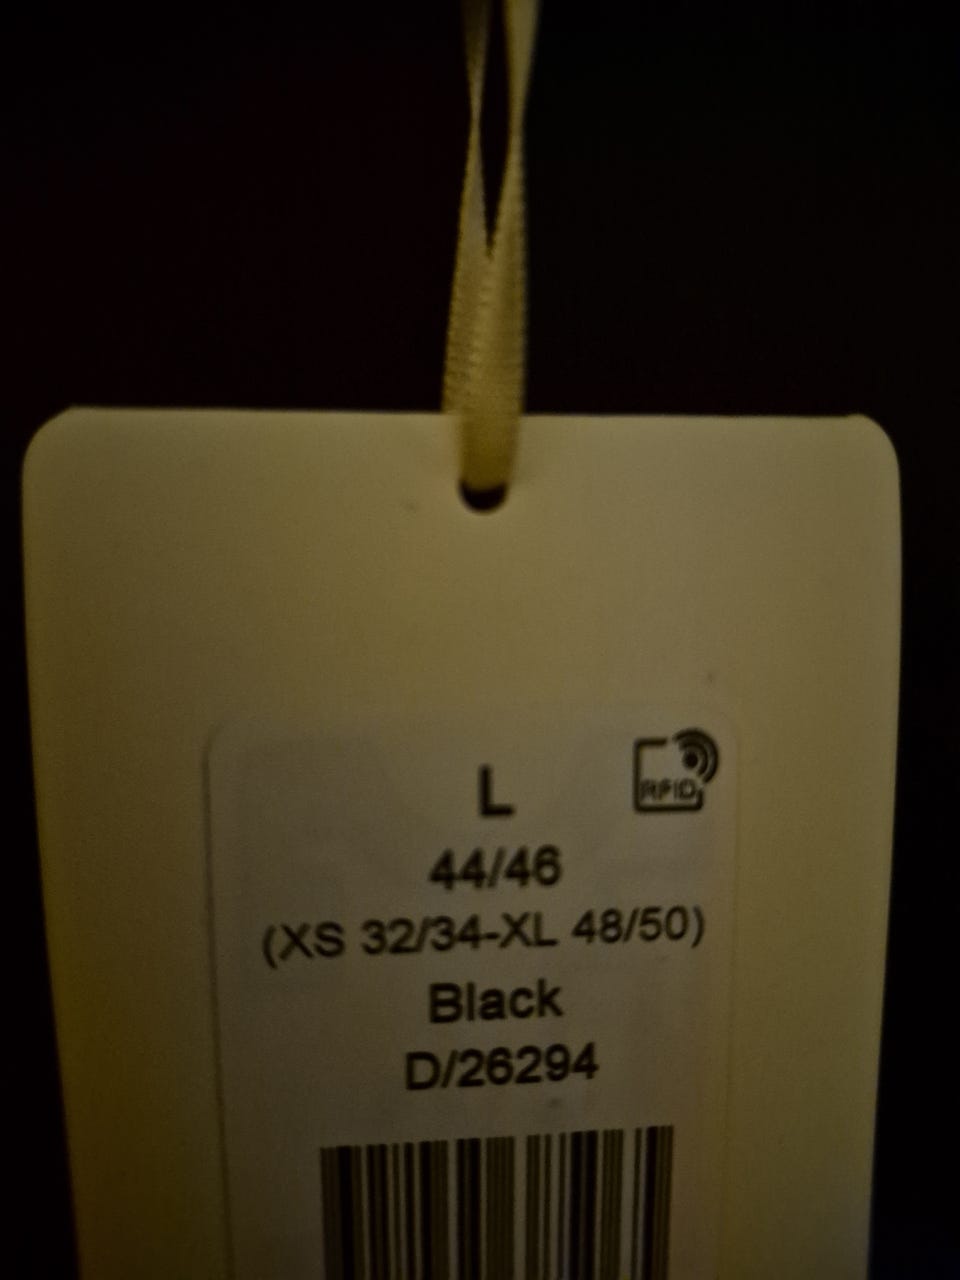 RFID
L
44/46
(XS 32/34-XL 48/50)
Black
D/26294